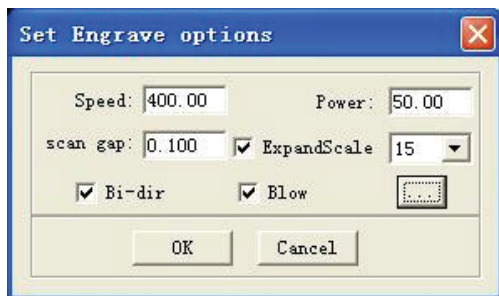 Set Engrave options
Speed: 400.00 Power: 50.00
scan gap: 0.100 ExpandScale 15
Bi-dir Blow ...
OK Cancel